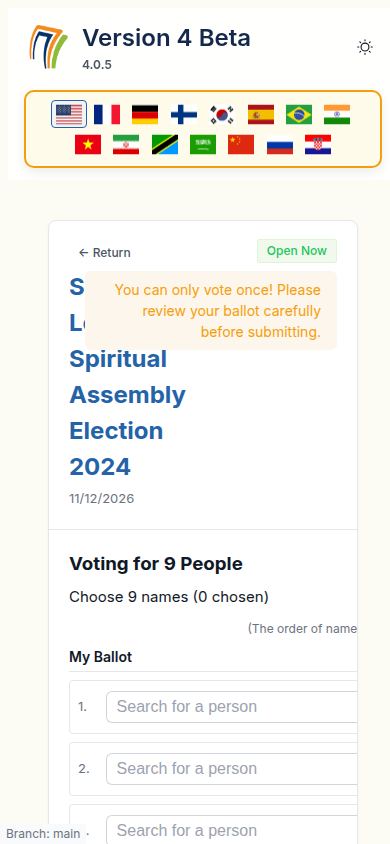 Version 4 Beta
4.0.5
← Return
Open Now
You can only vote once! Please
review your ballot carefully
before submitting.
Spiritual
Assembly
Election
2024
11/12/2026
Voting for 9 People
Choose 9 names (0 chosen)
(The order of name
My Ballot
1. Search for a person
2. Search for a person
Search for a person
Branch: main ·